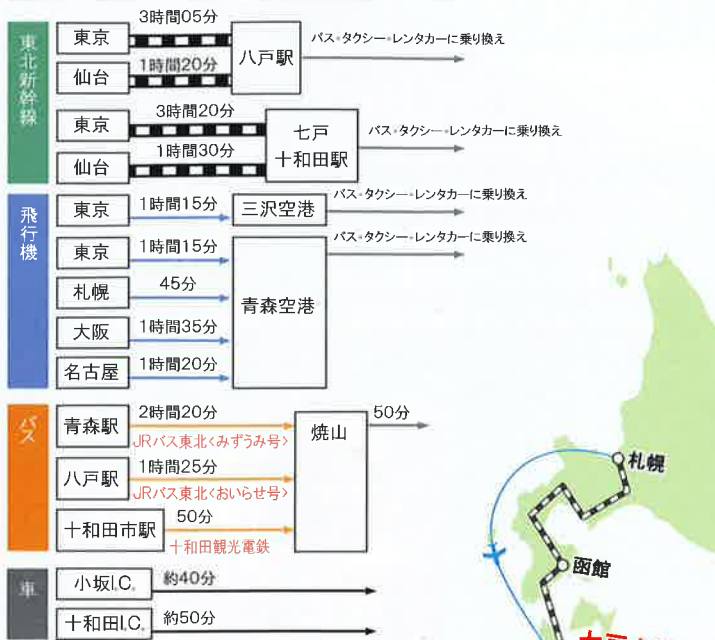 東北新幹線
東京
3時間05分
仙台
1時間20分
八戸駅
バス・タクシー・レンタカーに乗り換え
東京
3時間20分
仙台
1時間30分
七戸
十和田駅
バス・タクシー・レンタカーに乗り換え
飛行機
東京
1時間15分
三沢空港
バス・タクシー・レンタカーに乗り換え
東京
1時間15分
札幌
45分
大阪
1時間35分
名古屋
1時間20分
青森空港
バス・タクシー・レンタカーに乗り換え
バス
青森駅
2時間20分
JRバス東北<みずうみ号>
八戸駅
1時間25分
JRバス東北<おいらせ号>
十和田市駅
50分
十和田観光電鉄
焼山
50分
車
小坂I.C.
約40分
十和田I.C.
約50分
札幌
函館